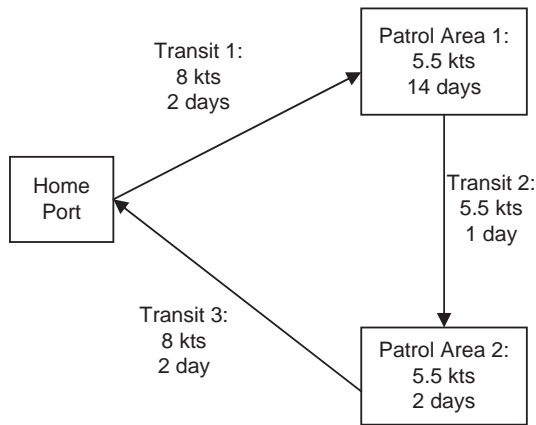 Transit 1:
8 kts
2 days
Patrol Area 1:
5.5 kts
14 days
Home
Port
Transit 2:
5.5 kts
1 day
Transit 3:
8 kts
2 day
Patrol Area 2:
5.5 kts
2 days